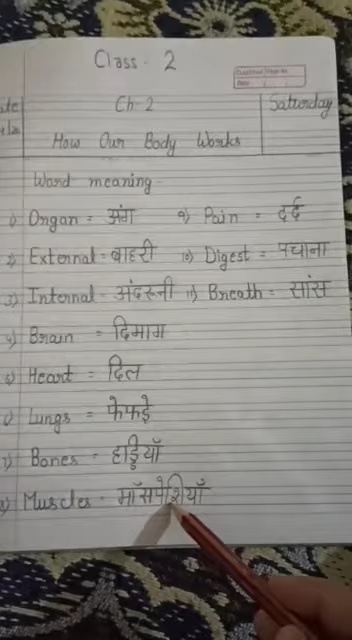 Class - 2
Ch-2
Saturday
How Our Body Works
Word meaning
1) Organ = अंग
9) Pain = दर्द
2) External = बाहरी
10) Digest = पचाना
3) Internal = अंदरूनी
11) Breath = सांस
4) Brain = दिमाग
5) Heart = दिल
6) Lungs = फेफड़े
7) Bones = हड्डियाँ
8) Muscles - माँसपेशियाँ